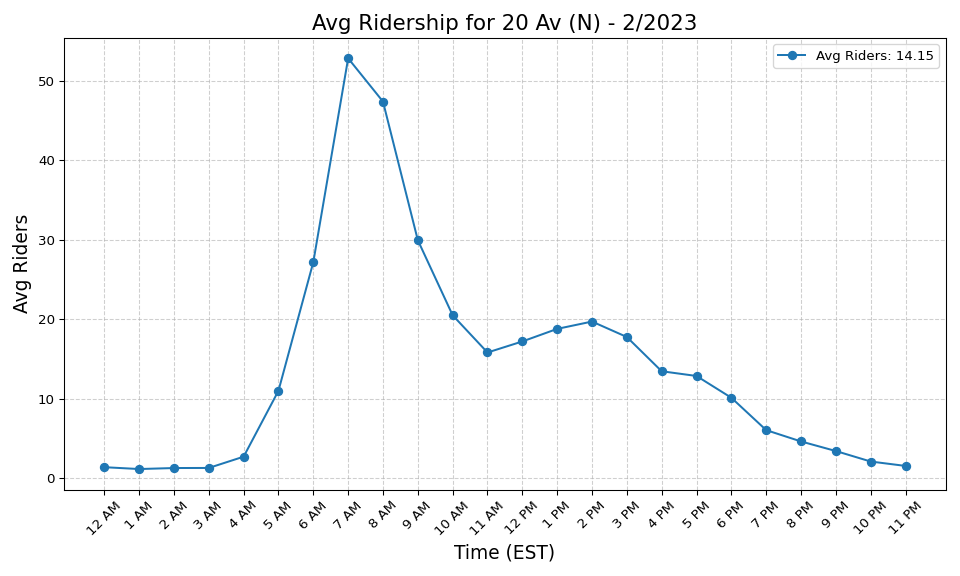 Avg Ridership for 20 Av (N) - 2/2023
Avg Riders: 14.15
Avg Riders
50
40
30
20
10
0
12 AM 1 AM 2 AM 3 AM 4 AM 5 AM 6 AM 7 AM 8 AM 9 AM 10 AM 11 AM 12 PM 1 PM 2 PM 3 PM 4 PM 5 PM 6 PM 7 PM 8 PM 9 PM 10 PM 11 PM
Time (EST)